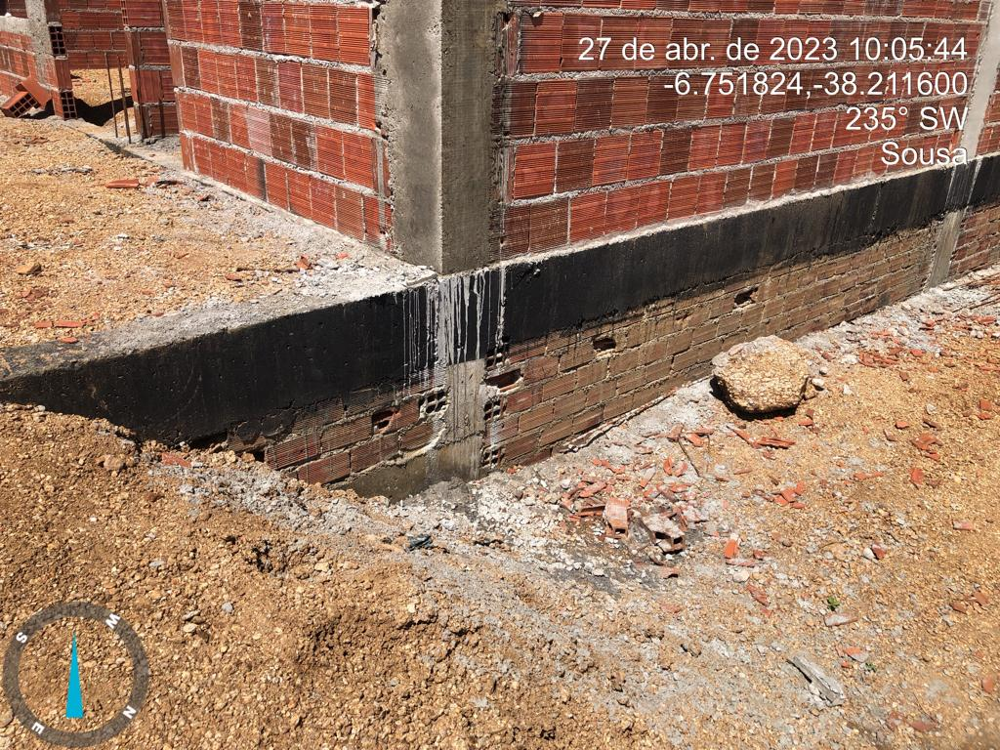 27 de abr. de 2023 10:05:44
-6.751824,-38.211600
235° SW
Sousa
W
S
N
E